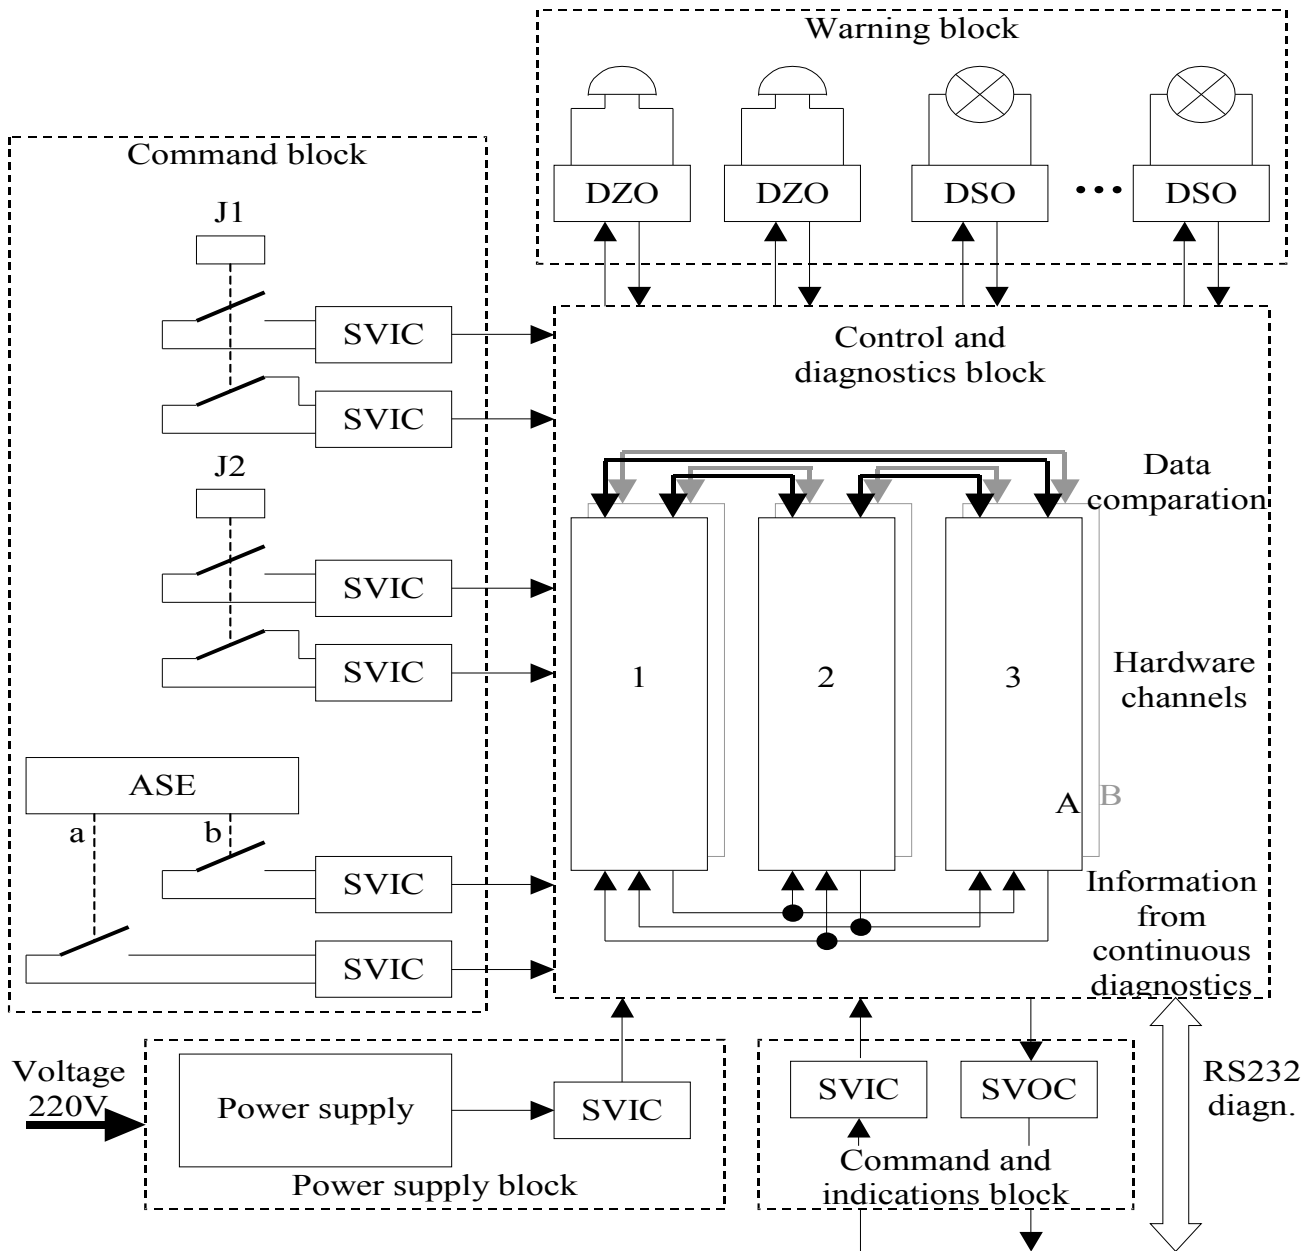 Warning block
DZO
DZO
DSO
DSO
Command block
J1
SVIC
SVIC
J2
SVIC
SVIC
ASE
a
b
SVIC
SVIC
Control and
diagnostics block
Data
comparation
1
2
3
Hardware
channels
A
B
Information
from
continuous
diagnostics
Voltage
220V
Power supply
SVIC
Power supply block
SVIC
SVOC
Command and
indications block
RS232
diagn.